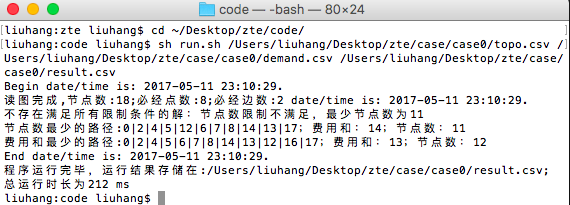 code — -bash — 80×24
liuhang:zte liuhang$ cd ~/Desktop/zte/code/
liuhang:code liuhang$ sh run.sh /Users/liuhang/Desktop/zte/case/case0/topo.csv /
Users/liuhang/Desktop/zte/case/case0/demand.csv /Users/liuhang/Desktop/zte/case/
case0/result.csv
Begin date/time is: 2017-05-11 23:10:29.
读图完成,节点数:18;必经点数:8;必经边数:2 date/time is: 2017-05-11 23:10:29.
不存在满足所有限制条件的解：节点数限制不满足，最少节点数为11
节点数最少的路径:0|2|4|5|12|6|7|8|14|13|17；费用和：14；节点数：11
费用和最少的路径:0|2|4|5|6|7|8|14|13|12|16|17；费用和：13；节点数：12
End date/time is: 2017-05-11 23:10:29.
程序运行完毕，运行结果存储在:/Users/liuhang/Desktop/zte/case/case0/result.csv;
总运行时长为212 ms
liuhang:code liuhang$